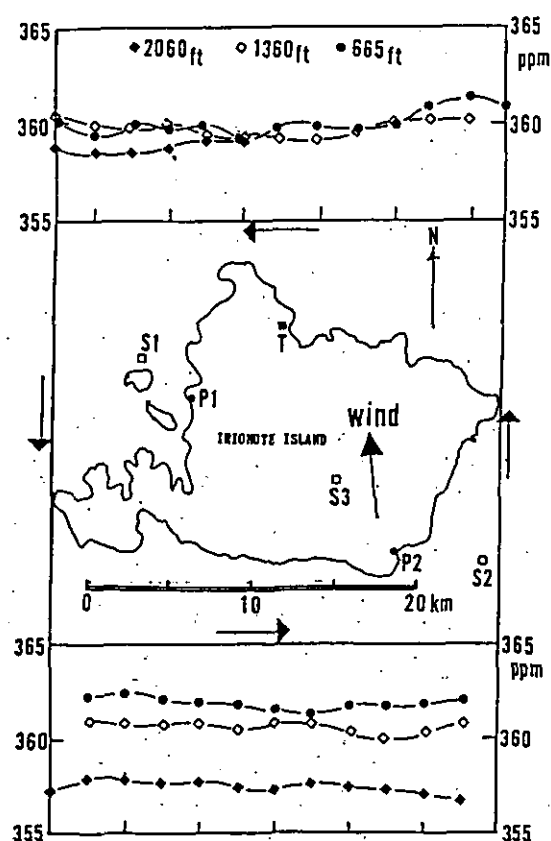 365 365
◆2060ft ◇1360ft ●665ft ppm
360 360
355 355
N
S1
T
P1
wind
IRIOMOTE ISLAND
S3
P2
S2
0 10 20 km
365 365
ppm
360 360
355 355